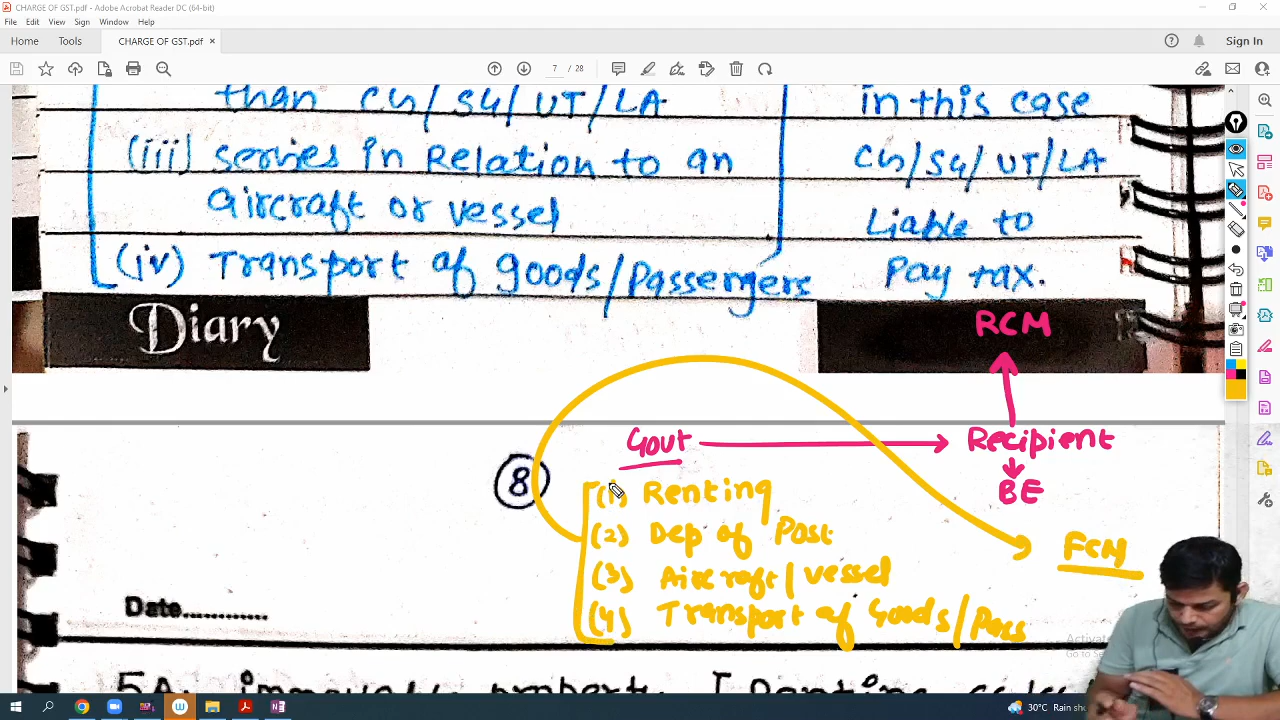 CHARGE OF GST.pdf - Adobe Acrobat Reader DC (64-bit)
File Edit View Sign Window Help
Home Tools CHARGE OF GST.pdf × Sign In
7 / 28
than CG/SG/UT/LA in this case
(iii) servies in Relation to an CG/SG/UT/LA
aircraft or vessel Liable to
(iv) Transport of goods/Passengers Pay tax.
Diary
RCM
Govt Recipient
BE
8
(1) Renting
(2) Dep of Post
(3) Aircraft/vessel
(4) Transport of Goods/Pass
FCM
Date............
5A. immovable property
30°C Rain